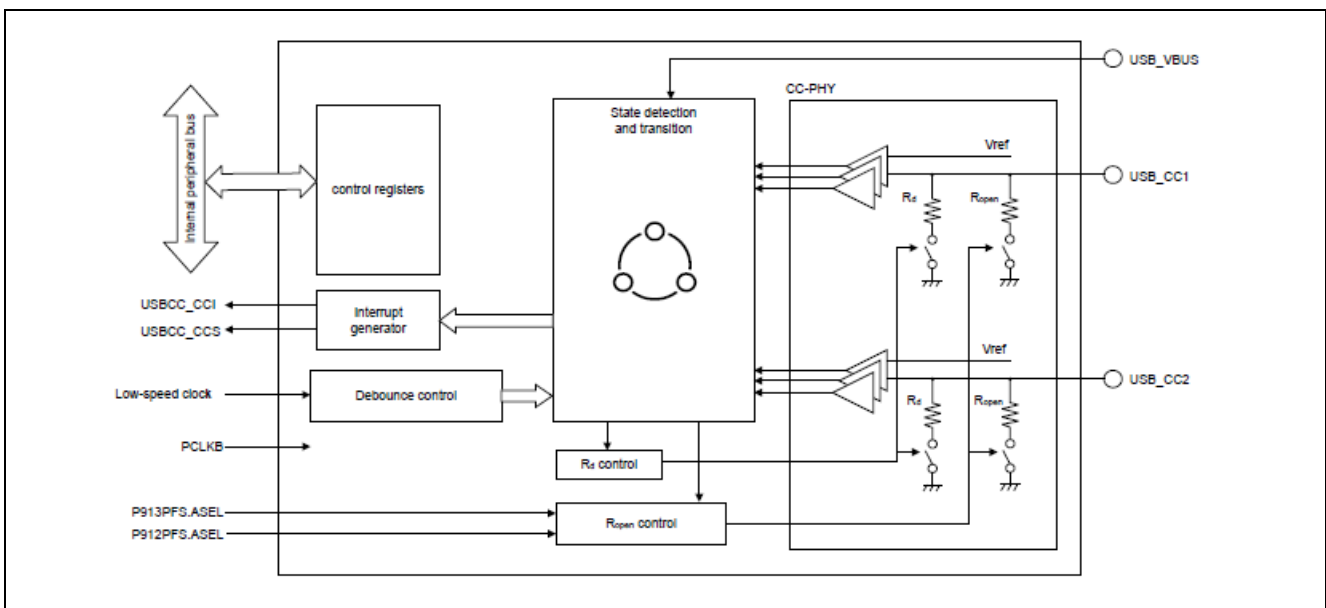 USB_VBUS
CC-PHY
State detection
and transition
Vref
USB_CC1
Internal peripheral bus
control registers
Rd
Ropen
USBCC_CCI
USBCC_CCS
Interrupt
generator
Vref
USB_CC2
Low-speed clock
Debounce control
Rd
Ropen
PCLKB
Rd control
P913PFS.ASEL
P912PFS.ASEL
Ropen control